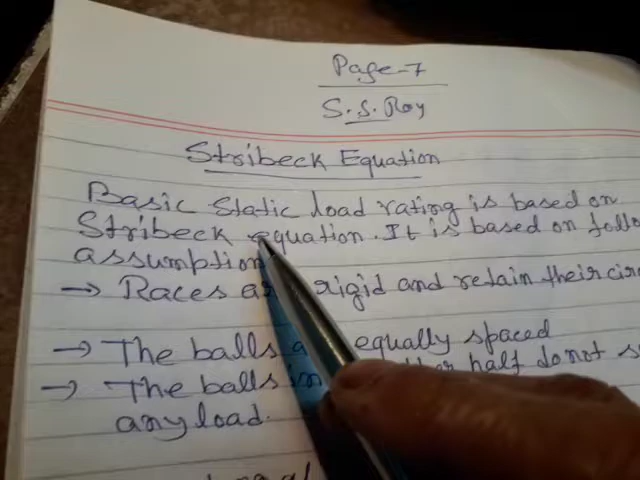 Page-7
S.S. Roy
Stribeck Equation
Basic Static load rating is based on
Stribeck equation. It is based on
assumption
→ Races rigid and retain their
→ The balls equally spaced
→ The balls in half do not
any load.